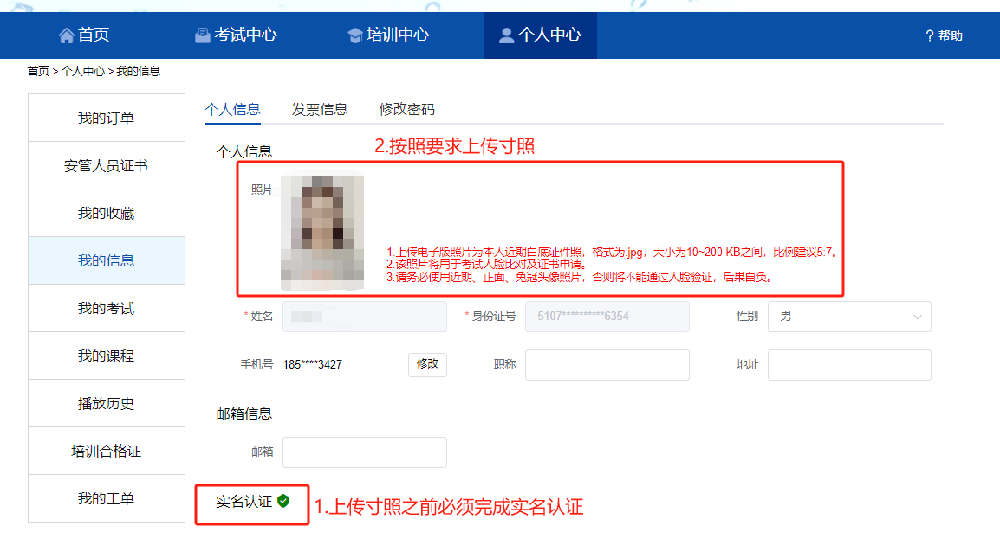 首页
考试中心
培训中心
个人中心
? 帮助
首页 > 个人中心 > 我的信息
我的订单
安管人员证书
我的收藏
我的信息
我的考试
我的课程
播放历史
培训合格证
我的工单
个人信息
发票信息
修改密码
个人信息
2.按照要求上传寸照
照片
1.上传电子版照片为本人近期白底证件照，格式为.jpg，大小为10~200 KB之间，比例建议5:7。
2.该照片将用于考试人脸比对及证书申请。
3.请务必使用近期、正面、免冠头像照片，否则将不能通过人脸验证，后果自负。
* 姓名
* 身份证号
5107**********6354
性别
男
手机号
185****3427
修改
职称
地址
邮箱信息
邮箱
实名认证
1.上传寸照之前必须完成实名认证